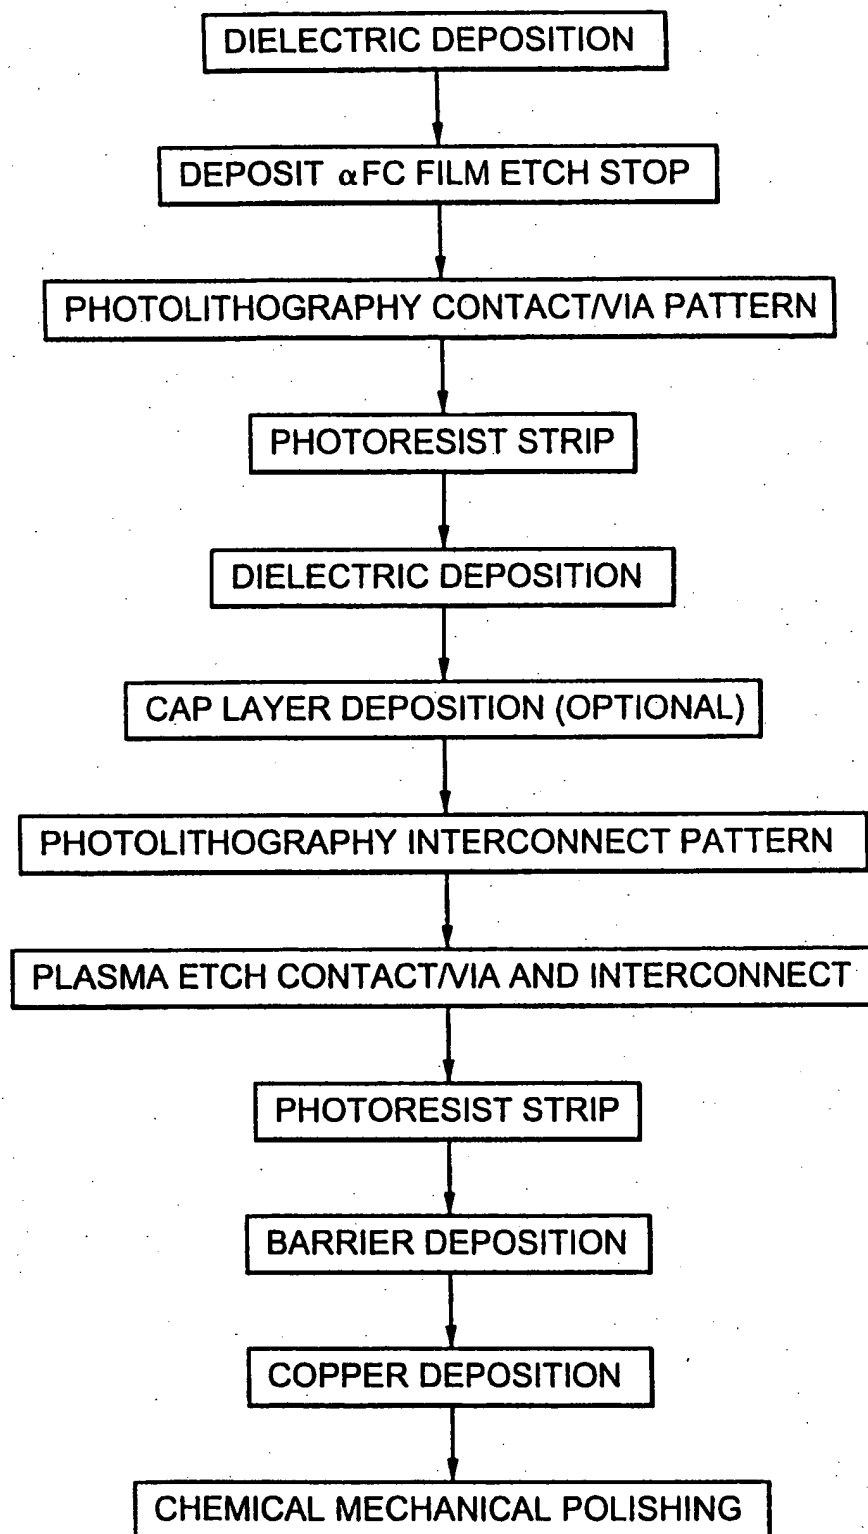 DIELECTRIC DEPOSITION
DEPOSIT αFC FILM ETCH STOP
PHOTOLITHOGRAPHY CONTACT/VIA PATTERN
PHOTORESIST STRIP
DIELECTRIC DEPOSITION
CAP LAYER DEPOSITION (OPTIONAL)
PHOTOLITHOGRAPHY INTERCONNECT PATTERN
PLASMA ETCH CONTACT/VIA AND INTERCONNECT
PHOTORESIST STRIP
BARRIER DEPOSITION
COPPER DEPOSITION
CHEMICAL MECHANICAL POLISHING